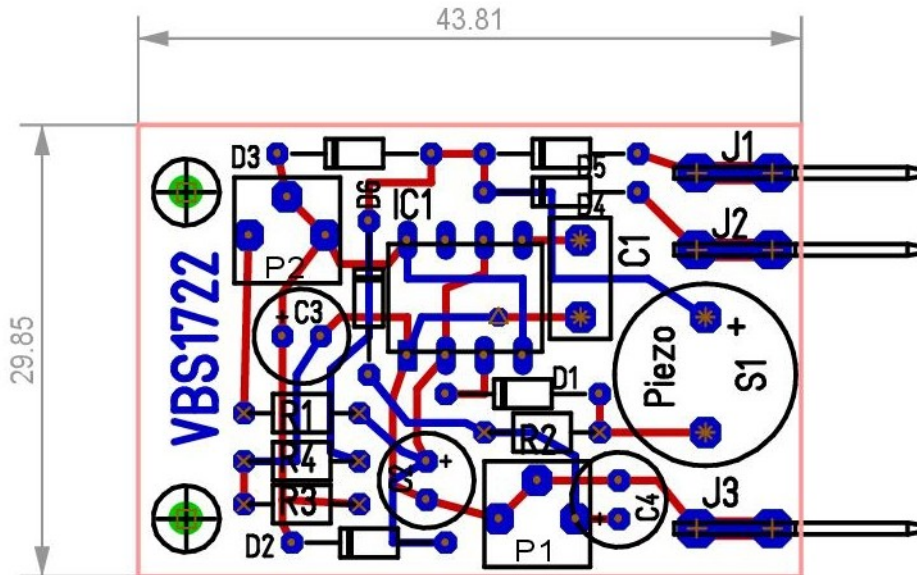 43.81
29.85
D3
D5
J1
D6
IC1
D4
J2
P2
C1
C3
VBS1722
Piezo
+
S1
+
D1
R1
R2
R4
+
R3
C4
+
J3
D2
P1